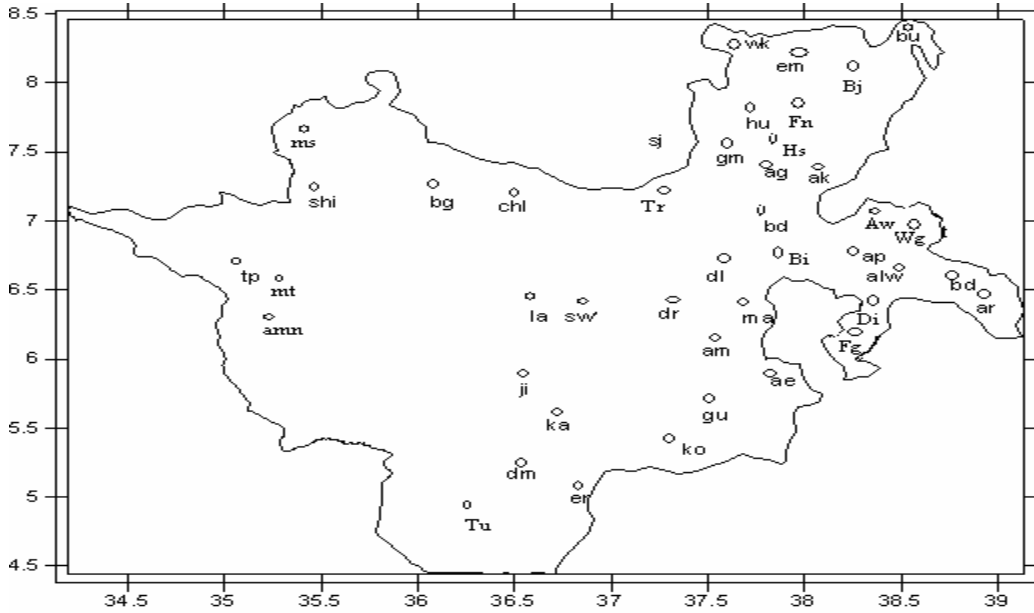 8.5
bu
wk
em
8
Bj
hu
Fn
ms
sj
Hs
7.5
gm
ag
ak
shi
bg
chl
Tr
7
bd
Aw
Wg
Bi
ap
tp
dl
alw
mt
bd
6.5
la
sw
dr
ma
Di
ar
amn
am
Fg
6
ji
ae
ka
gu
5.5
ko
dm
er
5
Tu
4.5
34.5 35 35.5 36 36.5 37 37.5 38 38.5 39